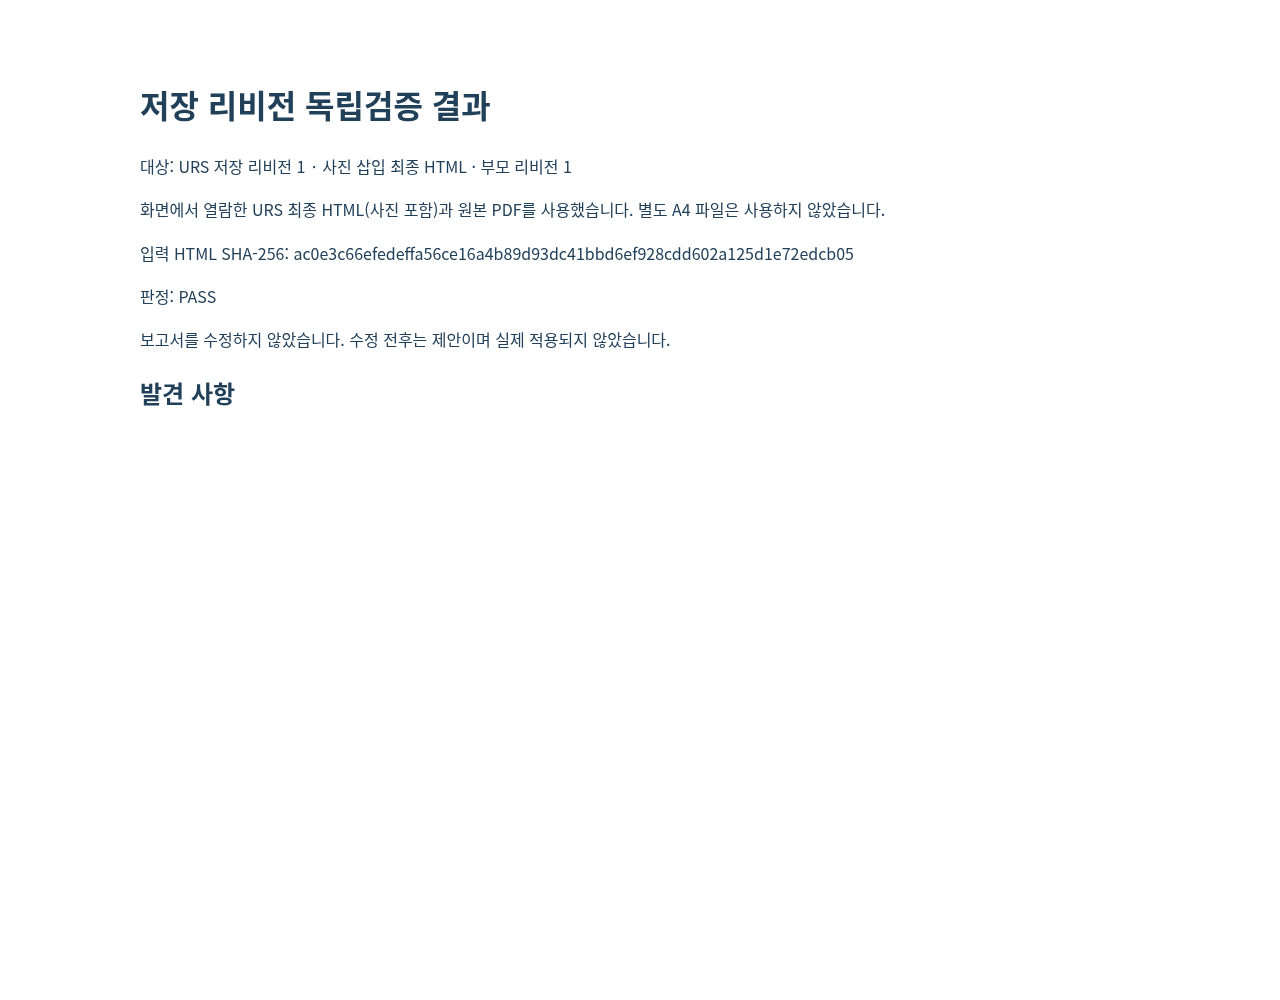 저장 리비전 독립검증 결과
대상: URS 저장 리비전 1 · 사진 삽입 최종 HTML · 부모 리비전 1
화면에서 열람한 URS 최종 HTML(사진 포함)과 원본 PDF를 사용했습니다. 별도 A4 파일은 사용하지 않았습니다.
입력 HTML SHA-256: ac0e3c66efedeffa56ce16a4b89d93dc41bbd6ef928cdd602a125d1e72edcb05
판정: PASS
보고서를 수정하지 않았습니다. 수정 전후는 제안이며 실제 적용되지 않았습니다.
발견 사항